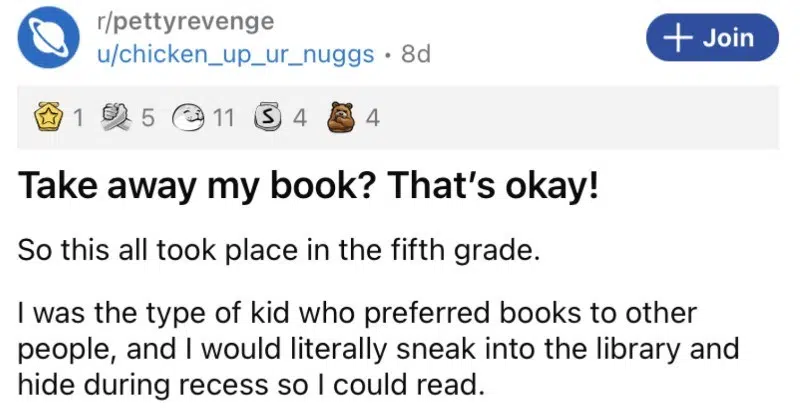 r/pettyrevenge
u/chicken_up_ur_nuggs • 8d
+ Join
1 5 11 S 4 4
Take away my book? That's okay!
So this all took place in the fifth grade.
I was the type of kid who preferred books to other
people, and I would literally sneak into the library and
hide during recess so I could read.